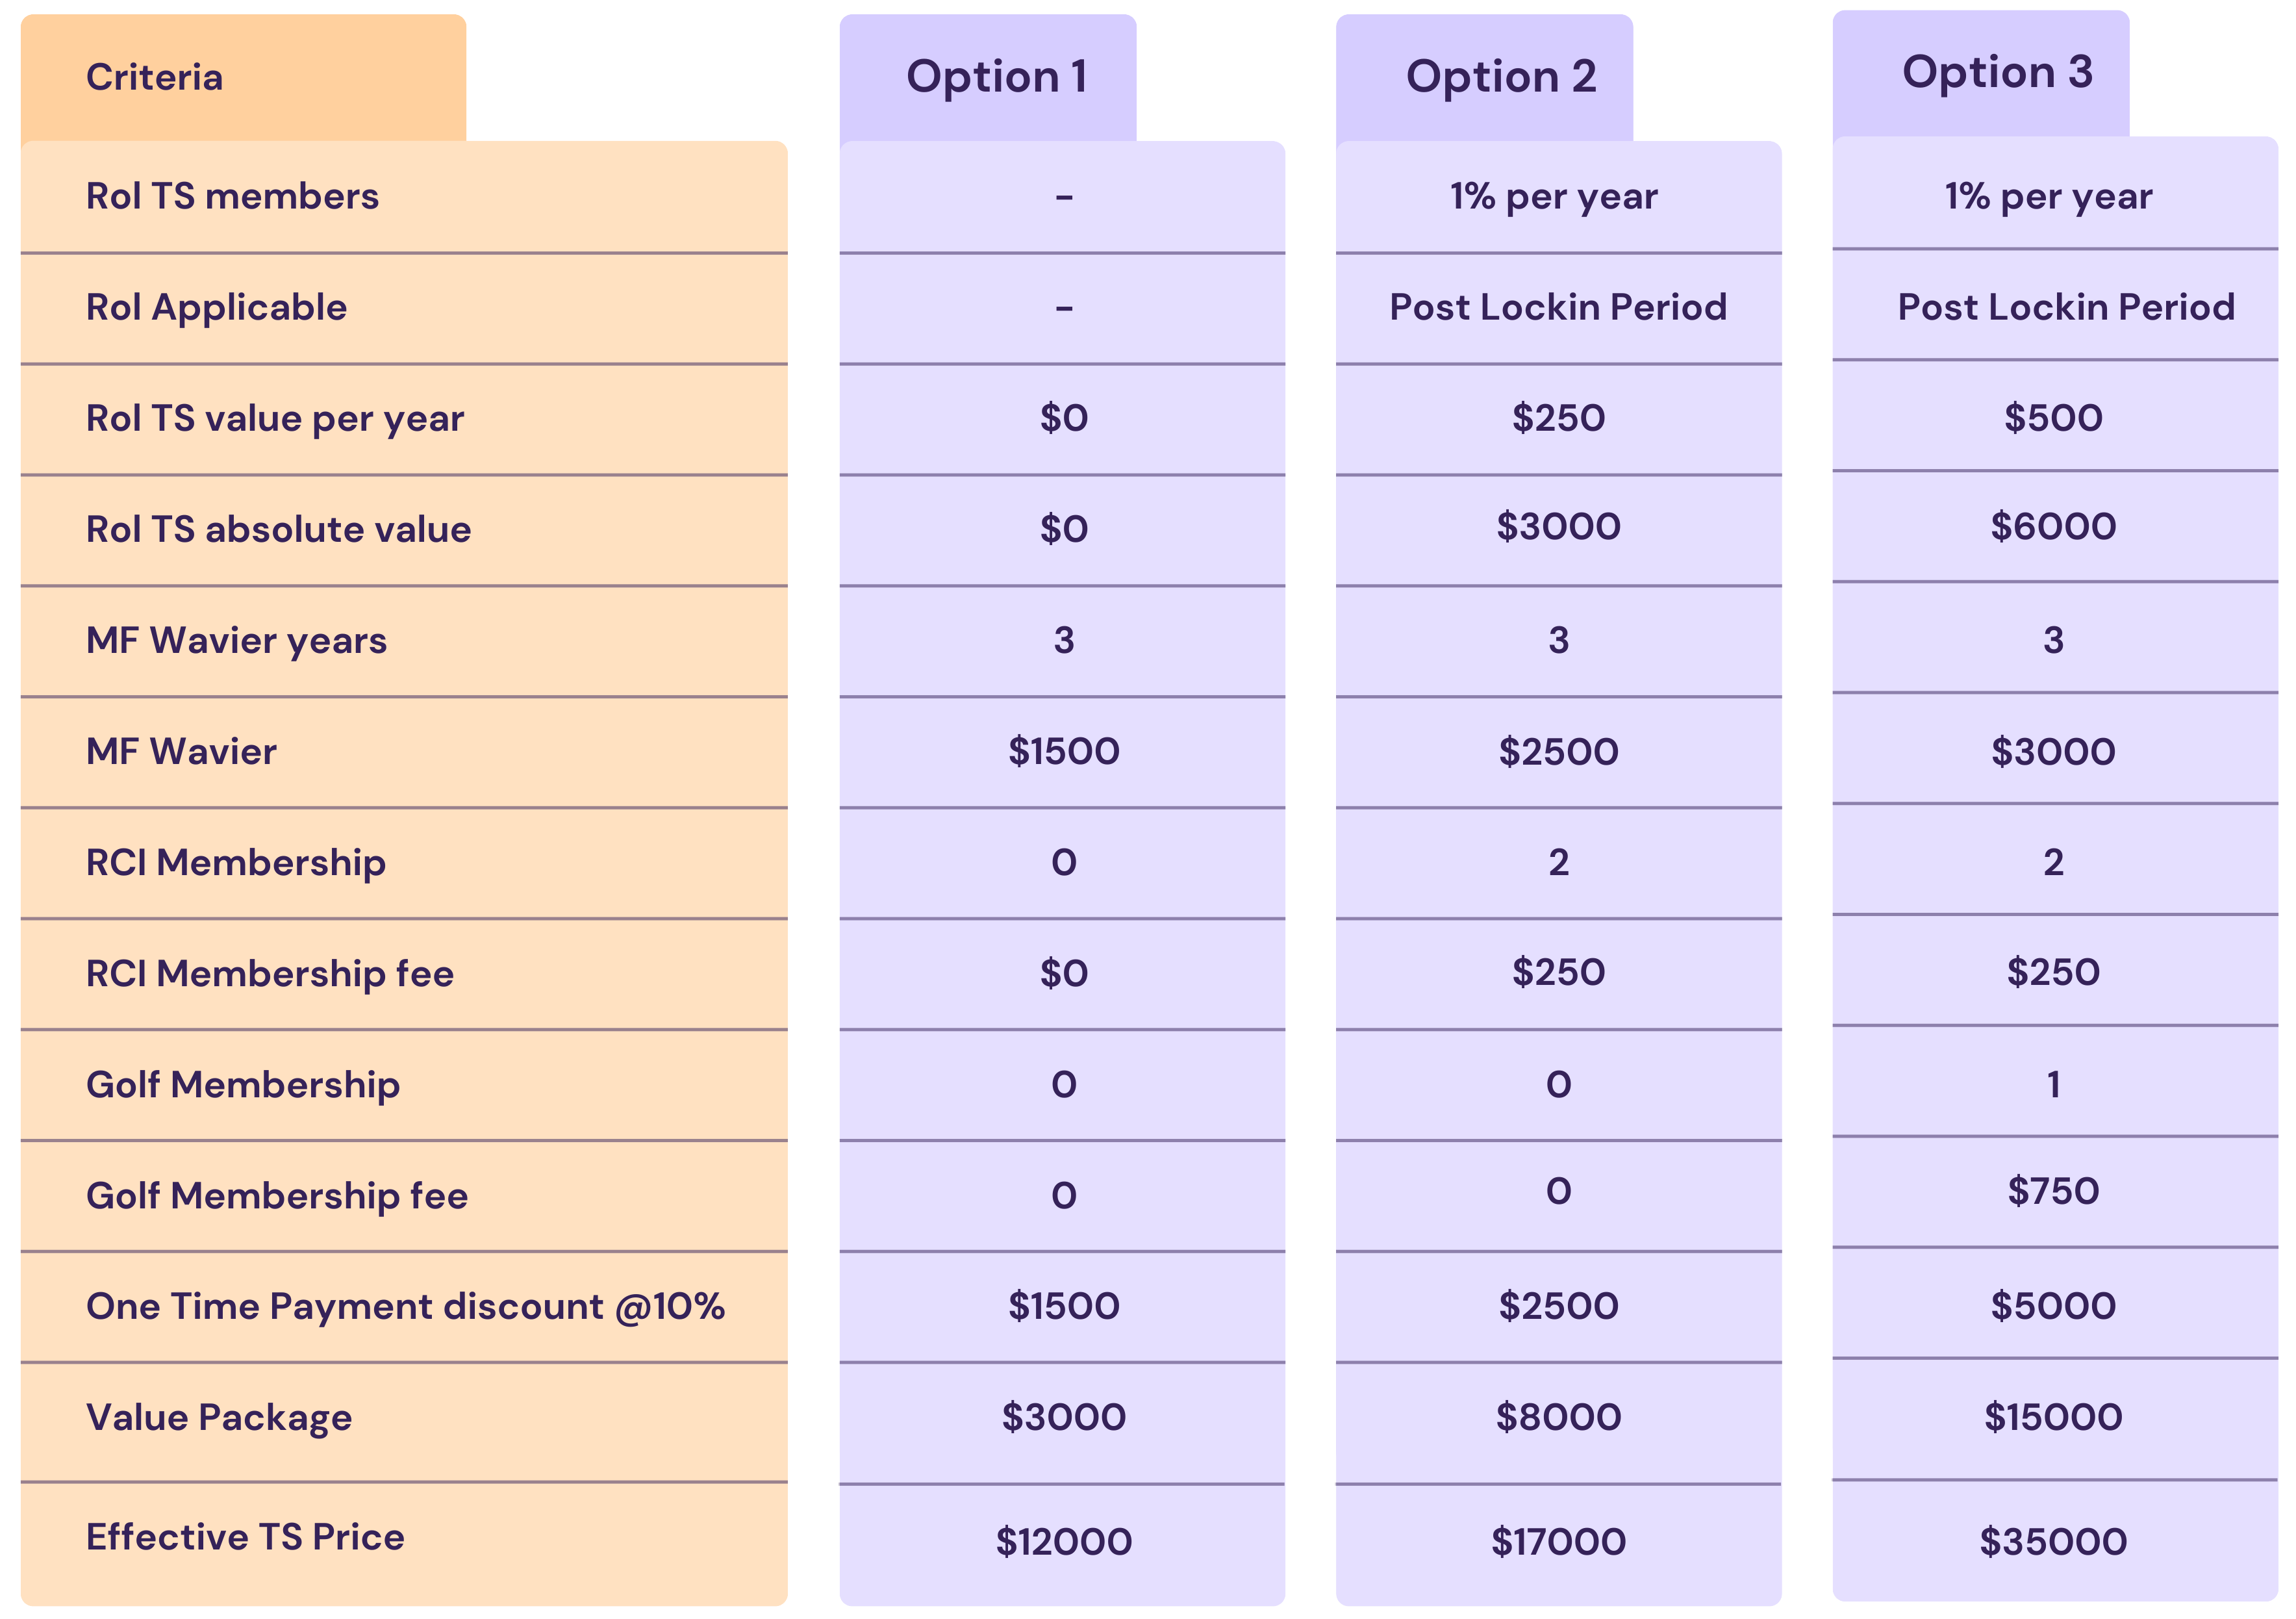 Criteria Option 1 Option 2 Option 3
RoI TS members - 1% per year 1% per year
RoI Applicable - Post Lockin Period Post Lockin Period
RoI TS value per year $0 $250 $500
RoI TS absolute value $0 $3000 $6000
MF Wavier years 3 3 3
MF Wavier $1500 $2500 $3000
RCI Membership 0 2 2
RCI Membership fee $0 $250 $250
Golf Membership 0 0 1
Golf Membership fee 0 0 $750
One Time Payment discount @10% $1500 $2500 $5000
Value Package $3000 $8000 $15000
Effective TS Price $12000 $17000 $35000